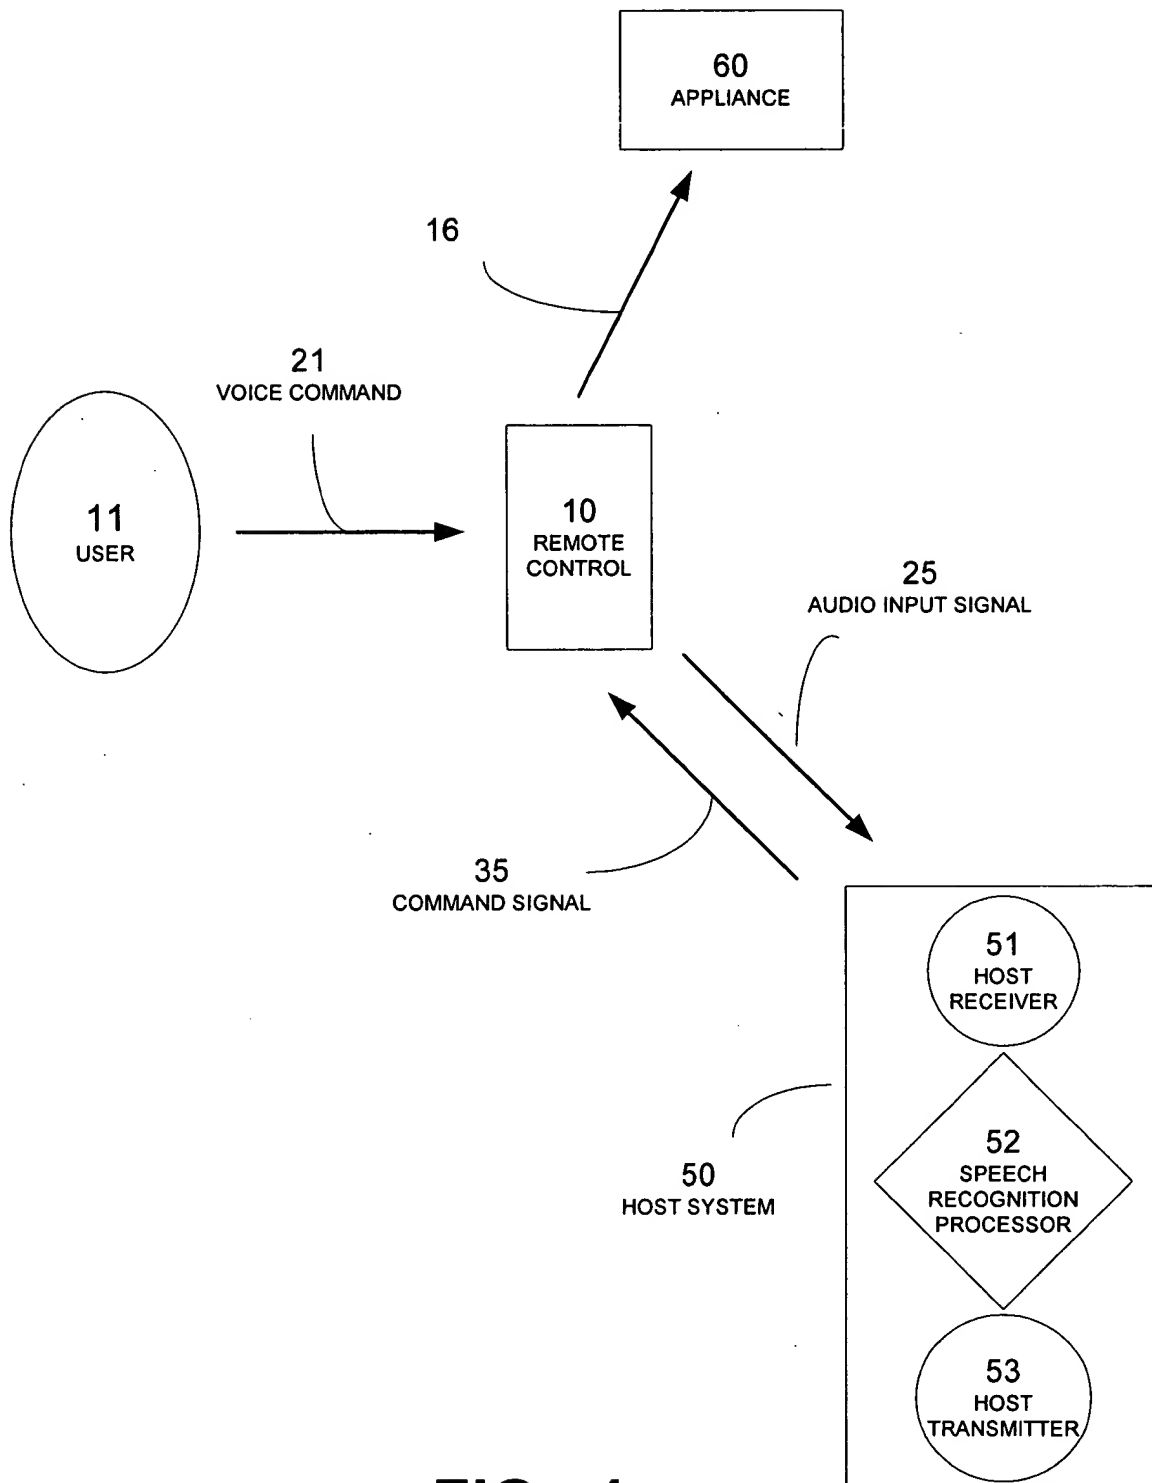 60
APPLIANCE
16
21
VOICE COMMAND
11
USER
10
REMOTE
CONTROL
25
AUDIO INPUT SIGNAL
35
COMMAND SIGNAL
51
HOST
RECEIVER
50
HOST SYSTEM
52
SPEECH
RECOGNITION
PROCESSOR
53
HOST
TRANSMITTER